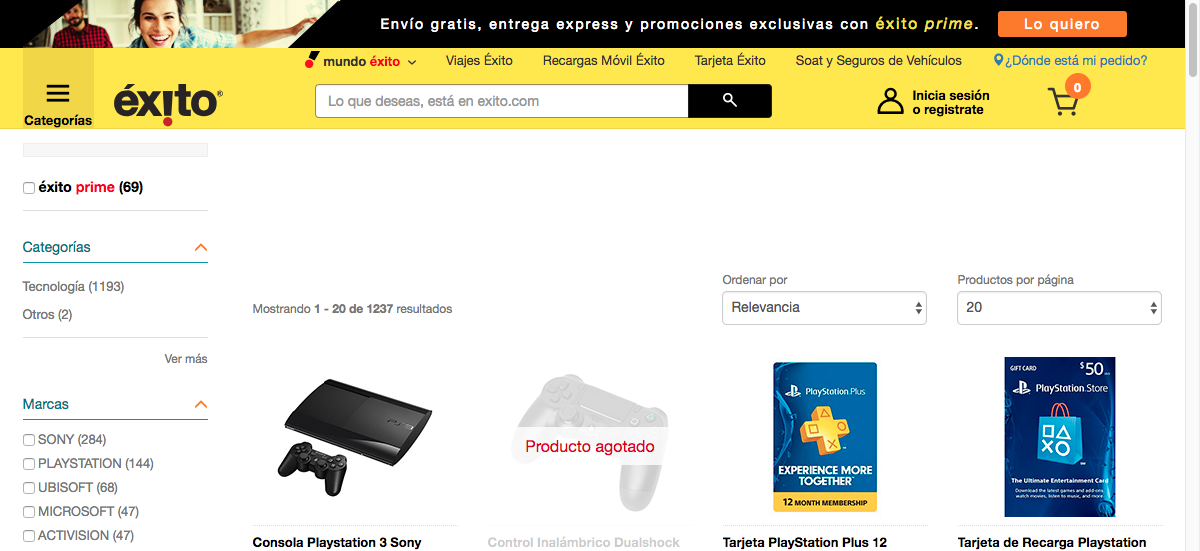 Envío gratis, entrega express y promociones exclusivas con éxito prime.
Lo quiero
mundo éxito
Viajes Éxito
Recargas Móvil Éxito
Tarjeta Éxito
Soat y Seguros de Vehículos
¿Dónde está mi pedido?
Categorías
éxito®
Lo que deseas, está en exito.com
Inicia sesión
o registrate
0
éxito prime (69)
Categorías
Tecnología (1193)
Otros (2)
Ver más
Marcas
SONY (284)
PLAYSTATION (144)
UBISOFT (68)
MICROSOFT (47)
ACTIVISION (47)
Mostrando 1 - 20 de 1237 resultados
Ordenar por
Relevancia
Productos por página
20
Consola Playstation 3 Sony
Producto agotado
Control Inalámbrico Dualshock
PlayStation Plus
EXPERIENCE MORE
TOGETHER™
12 MONTH MEMBERSHIP
Tarjeta PlayStation Plus 12
GIFT CARD
$50
PlayStation Store
The Ultimate Entertainment Card
Download the latest games and add-ons,
watch movies, listen to music, and more.
Tarjeta de Recarga Playstation